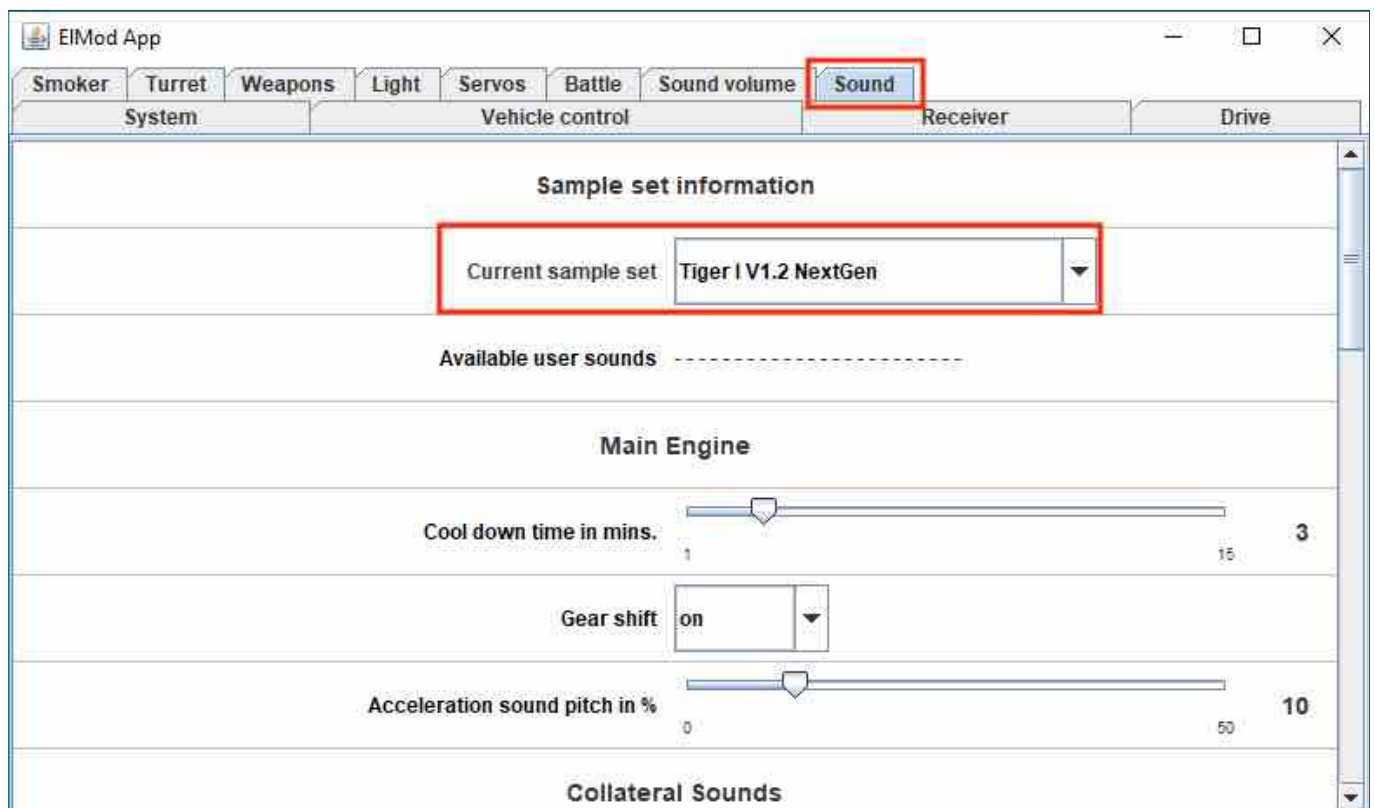 ElMod App
Smoker Turret Weapons Light Servos Battle Sound volume Sound
System Vehicle control Receiver Drive
Sample set information
Current sample set Tiger I V1.2 NextGen
Available user sounds ------------------------
Main Engine
Cool down time in mins. 3
1 15
Gear shift on
Acceleration sound pitch in % 10
0 50
Collateral Sounds